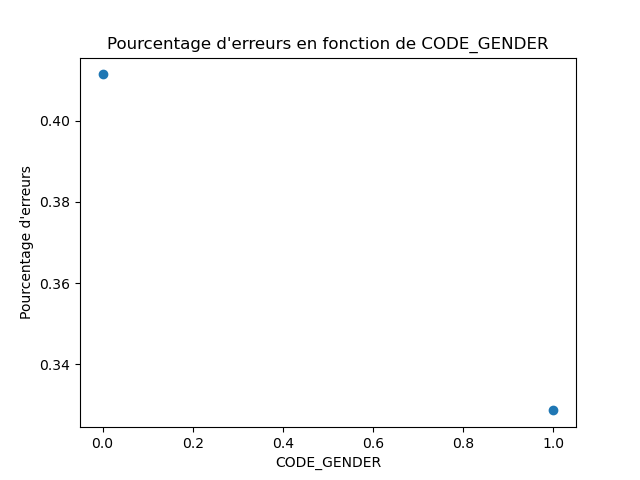 Pourcentage d'erreurs en fonction de CODE_GENDER
Pourcentage d'erreurs
0.40
0.38
0.36
0.34
0.0 0.2 0.4 0.6 0.8 1.0
CODE_GENDER